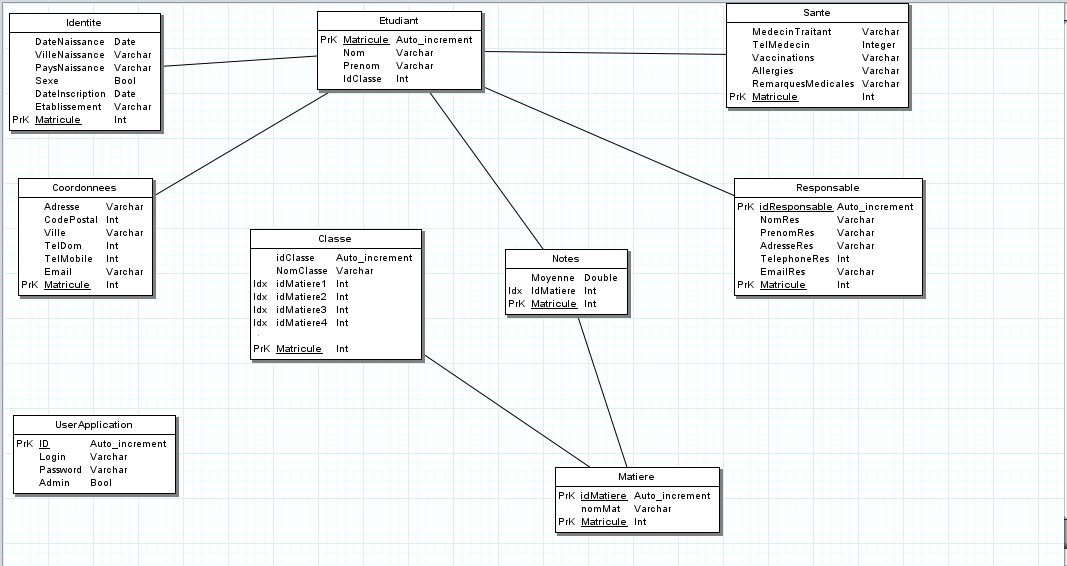 Identite
DateNaissance Date
VilleNaissance Varchar
PaysNaissance Varchar
Sexe Bool
DateInscription Date
Etablissement Varchar
PrK Matricule Int
Etudiant
PrK Matricule Auto_increment
Nom Varchar
Prenom Varchar
IdClasse Int
Sante
MedecinTraitant Varchar
TelMedecin Integer
Vaccinations Varchar
Allergies Varchar
RemarquesMedicales Varchar
PrK Matricule Int
Coordonnees
Adresse Varchar
CodePostal Int
Ville Varchar
TelDom Int
TelMobile Int
Email Varchar
PrK Matricule Int
Classe
idClasse Auto_increment
NomClasse Varchar
Idx idMatiere1 Int
Idx idMatiere2 Int
Idx idMatiere3 Int
Idx idMatiere4 Int
PrK Matricule Int
Notes
Moyenne Double
Idx IdMatiere Int
PrK Matricule Int
Responsable
PrK idResponsable Auto_increment
NomRes Varchar
PrenomRes Varchar
AdresseRes Varchar
TelephoneRes Int
EmailRes Varchar
PrK Matricule Int
UserApplication
PrK ID Auto_increment
Login Varchar
Password Varchar
Admin Bool
Matiere
PrK idMatiere Auto_increment
nomMat Varchar
PrK Matricule Int